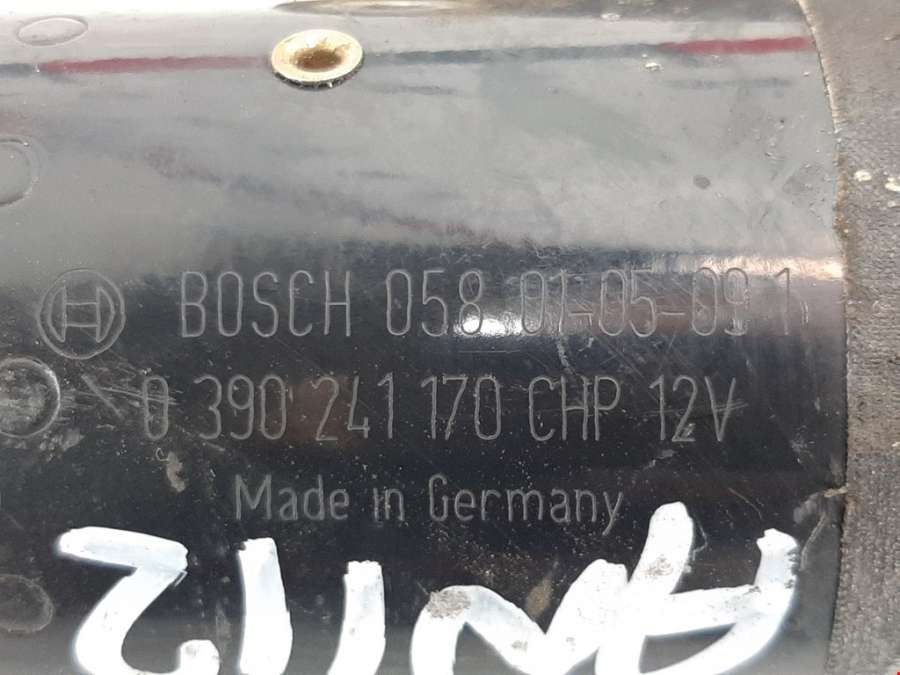 BOSCH 058 01-05-09 1
0 390 241 170 CHP 12V
Made in Germany